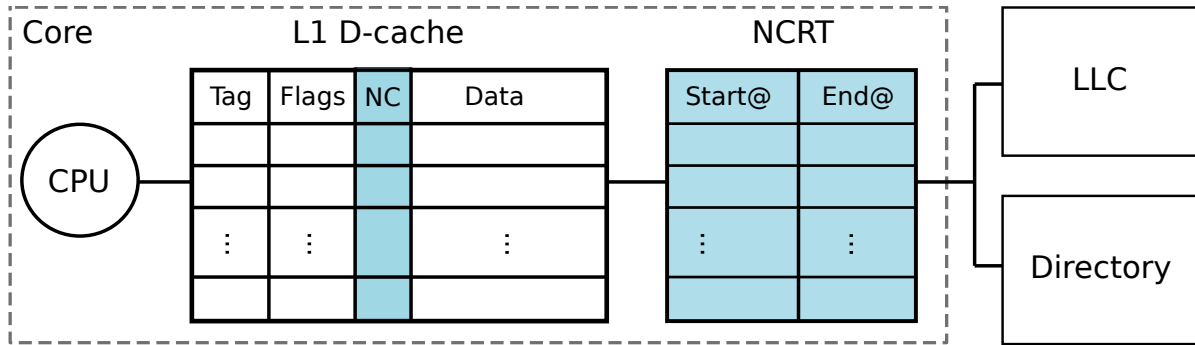 Core
L1 D-cache
NCRT
Tag Flags NC Data
Start@ End@
CPU
⋮ ⋮ ⋮
⋮ ⋮
LLC
Directory